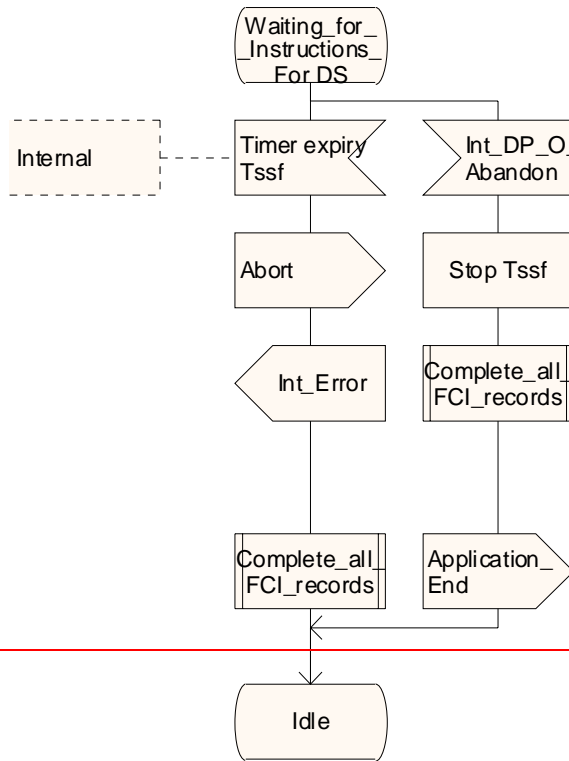 Waiting_for_
_Instructions_
For DS
Internal
Timer expiry
Tssf
Int_DP_O_
Abandon
Abort
Stop Tssf
Int_Error
Complete_all_
FCI_records
Complete_all_
FCI_records
Application_
End
Idle